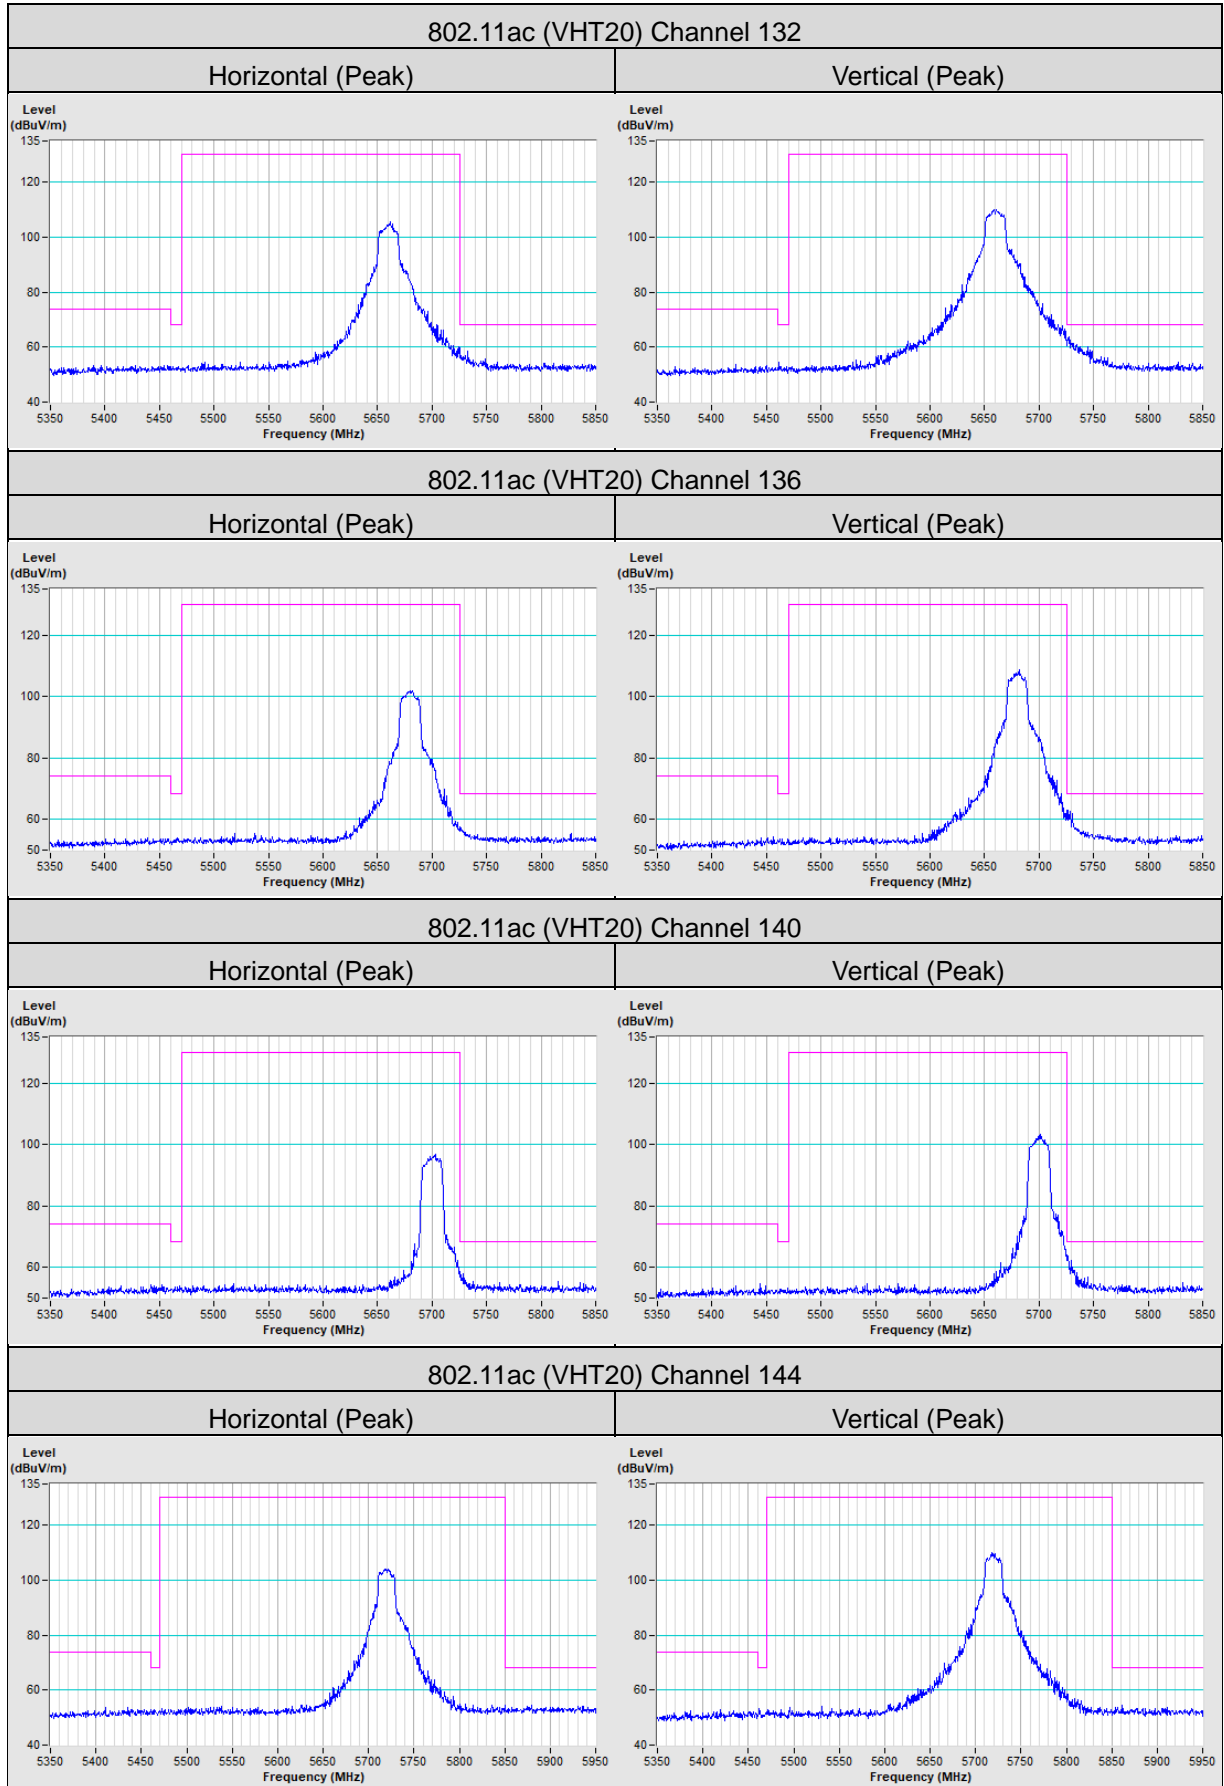 802.11ac (VHT20) Channel 132
Horizontal (Peak) Vertical (Peak)
Level
(dBuV/m)
135
120
100
80
60
40
5350 5400 5450 5500 5550 5600 5650 5700 5750 5800 5850
Frequency (MHz)
Level
(dBuV/m)
135
120
100
80
60
40
5350 5400 5450 5500 5550 5600 5650 5700 5750 5800 5850
Frequency (MHz)
802.11ac (VHT20) Channel 136
Horizontal (Peak) Vertical (Peak)
Level
(dBuV/m)
135
120
100
80
60
50
5350 5400 5450 5500 5550 5600 5650 5700 5750 5800 5850
Frequency (MHz)
Level
(dBuV/m)
135
120
100
80
60
50
5350 5400 5450 5500 5550 5600 5650 5700 5750 5800 5850
Frequency (MHz)
802.11ac (VHT20) Channel 140
Horizontal (Peak) Vertical (Peak)
Level
(dBuV/m)
135
120
100
80
60
50
5350 5400 5450 5500 5550 5600 5650 5700 5750 5800 5850
Frequency (MHz)
Level
(dBuV/m)
135
120
100
80
60
50
5350 5400 5450 5500 5550 5600 5650 5700 5750 5800 5850
Frequency (MHz)
802.11ac (VHT20) Channel 144
Horizontal (Peak) Vertical (Peak)
Level
(dBuV/m)
135
120
100
80
60
40
5350 5400 5450 5500 5550 5600 5650 5700 5750 5800 5850 5900 5950
Frequency (MHz)
Level
(dBuV/m)
135
120
100
80
60
40
5350 5400 5450 5500 5550 5600 5650 5700 5750 5800 5850 5900 5950
Frequency (MHz)